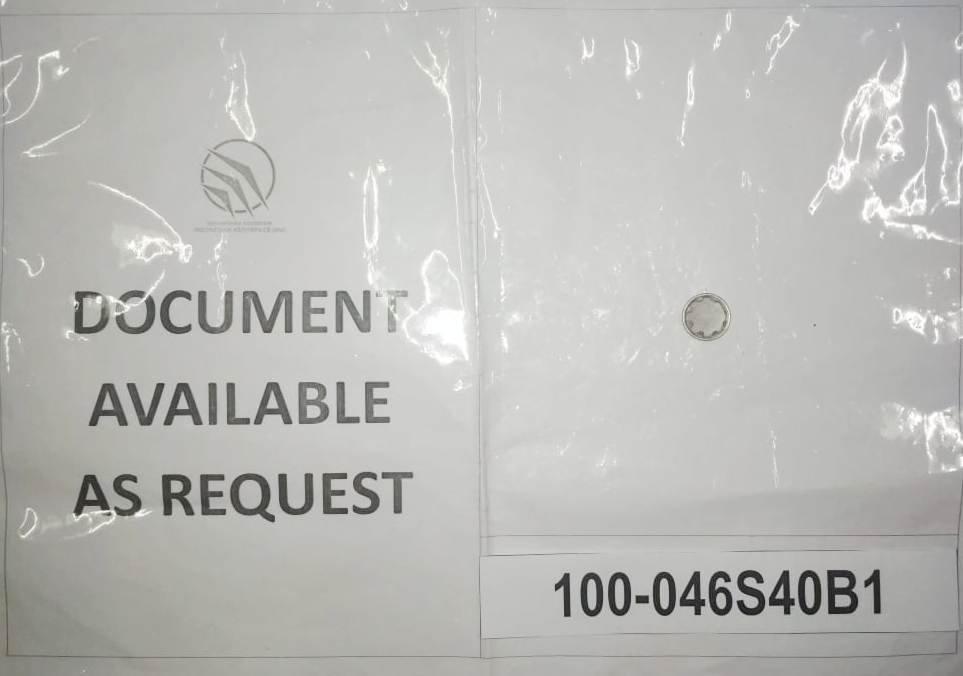 DOCUMENT
AVAILABLE
AS REQUEST
100-046S40B1